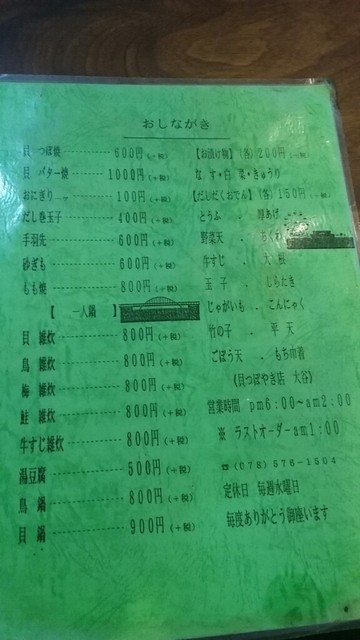 おしながき
貝 つぼ焼 ‥‥‥‥ 600円(+税)
貝 バター焼 ‥‥‥‥ 1000円(+税)
おにぎり ‥‥‥‥ 100円(+税)
だし巻玉子 ‥‥‥‥ 400円(+税)
手羽先 ‥‥‥‥ 600円(+税)
砂ぎも ‥‥‥‥ 600円(+税)
もも焼 ‥‥‥‥ 800円(+税)
【 一人鍋 】
貝 雑炊 ‥‥‥‥ 800円(+税)
鳥 雑炊 ‥‥‥‥ 800円(+税)
梅 雑炊 ‥‥‥‥ 800円(+税)
鮭 雑炊 ‥‥‥‥ 800円(+税)
牛すじ雑炊 ‥‥‥‥ 800円(+税)
湯豆腐 ‥‥‥‥ 500円(+税)
鳥 鍋 ‥‥‥‥ 800円(+税)
貝 鍋 ‥‥‥‥ 900円(+税)
【お漬け物】(各)200円(+税)
なす・白菜・きゅうり
【だしだくおでん】(各)150円(+税)
とうふ ・ 厚あげ
野菜天 ・ ちくわ
牛すじ ・ 大根
玉子 ・ しらたき
じゃがいも ・ こんにゃく
竹の子 ・ 平天
ごぼう天 ・ もち巾着
(貝つぼやき店 大谷)
営業時間 pm6:00〜am2:00
※ ラストオーダーam1:00
☎(078)576-1504
定休日 毎週水曜日
毎度ありがとう御座います